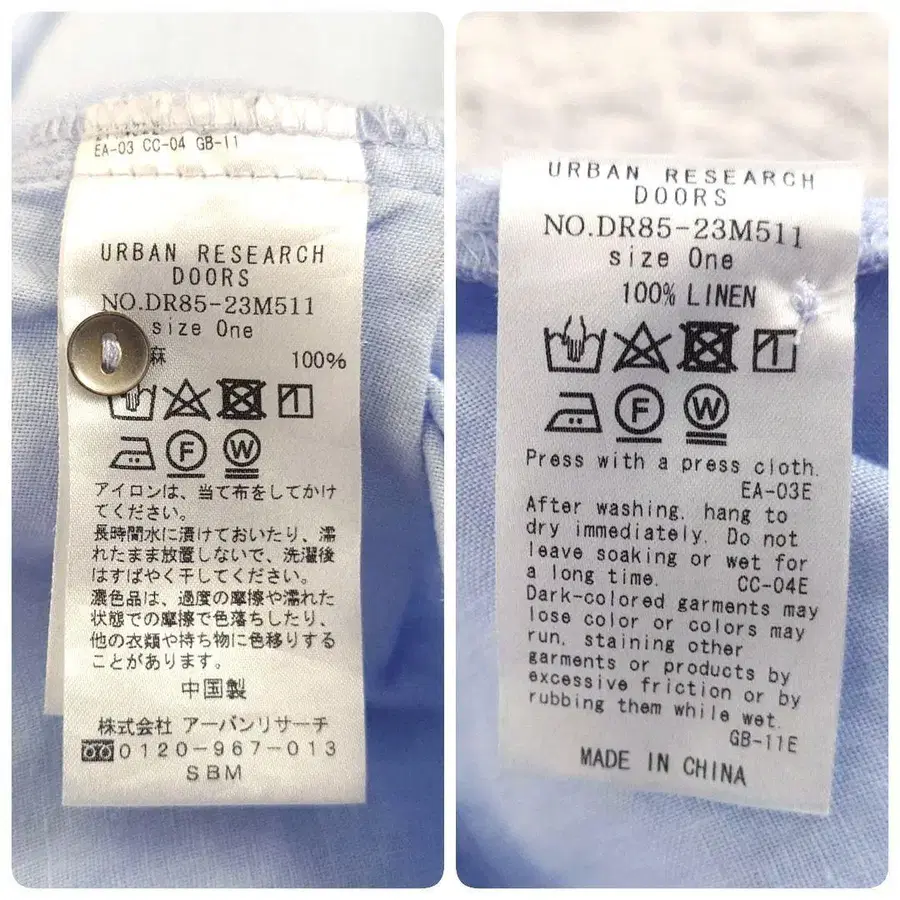 EA-03 CC-04 GB-11
URBAN RESEARCH
DOORS
NO.DR85-23M511
size One
麻 100%
アイロンは、当て布をしてかけ
てください。
長時間水に漬けておいたり、濡
れたまま放置しないで、洗濯後
はすばやく干してください。
濃色品は、過度の摩擦や濡れた
状態での摩擦で色落ちしたり、
他の衣類や持ち物に色移りする
ことがあります。
中国製
株式会社 アーバンリサーチ
0120-967-013
SBM
URBAN RESEARCH
DOORS
NO.DR85-23M511
size One
100% LINEN
F W
Press with a press cloth.
EA-03E
After washing, hang to
dry immediately. Do not
leave soaking or wet for
a long time. CC-04E
Dark-colored garments may
lose color or colors may
run, staining other
garments or products by
excessive friction or by
rubbing them while wet.
GB-11E
MADE IN CHINA